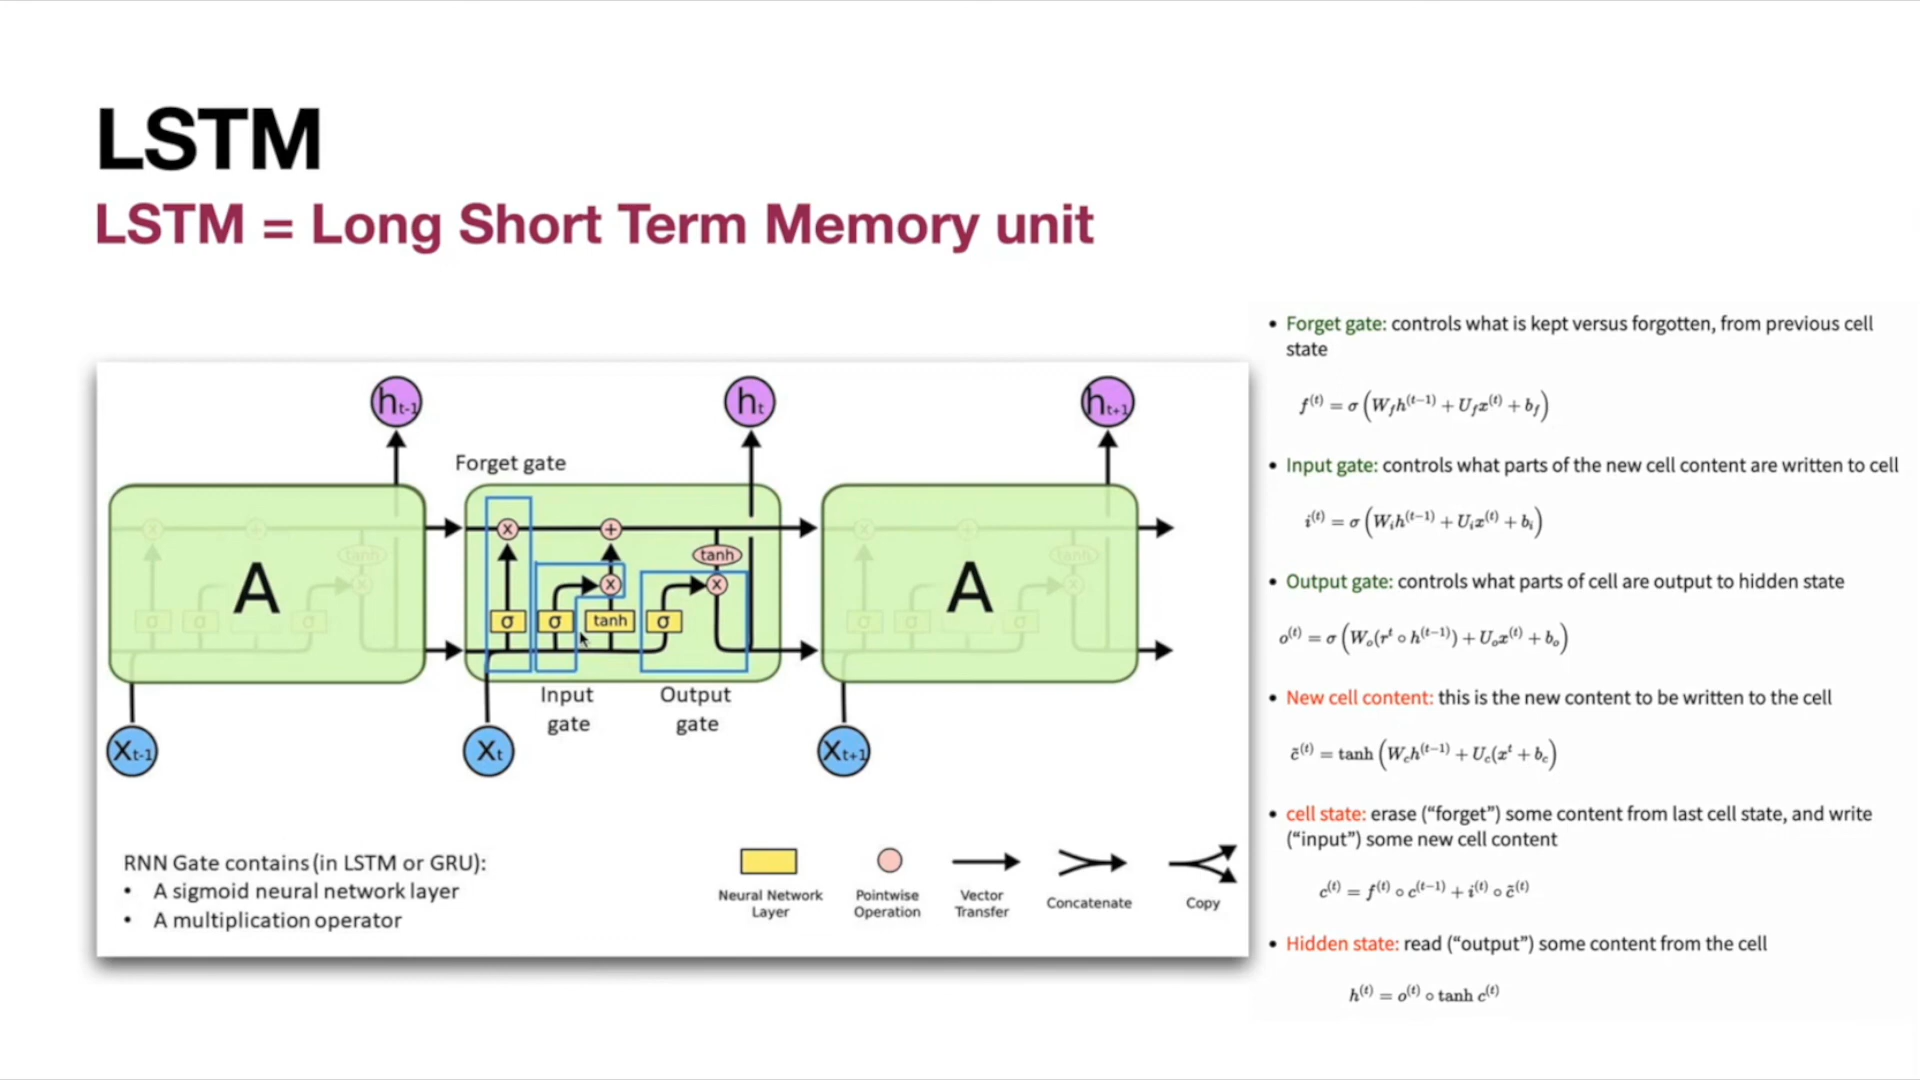 LSTM
LSTM = Long Short Term Memory unit
h_{t-1}
h_t
h_{t+1}
Forget gate
A
x
+
tanh
x
x
σ
σ
tanh
σ
A
Input gate
Output gate
X_{t-1}
X_t
X_{t+1}
RNN Gate contains (in LSTM or GRU):
• A sigmoid neural network layer
• A multiplication operator
Neural Network Layer
Pointwise Operation
Vector Transfer
Concatenate
Copy
• Forget gate: controls what is kept versus forgotten, from previous cell
state
f^{(t)} = σ (W_f h^{(t−1)} + U_f x^{(t)} + b_f)
• Input gate: controls what parts of the new cell content are written to cell
i^{(t)} = σ (W_i h^{(t−1)} + U_i x^{(t)} + b_i)
• Output gate: controls what parts of cell are output to hidden state
o^{(t)} = σ (W_o(r^t ∘ h^{(t−1)}) + U_o x^{(t)} + b_o)
• New cell content: this is the new content to be written to the cell
c̃^{(t)} = tanh (W_c h^{(t−1)} + U_c(x^t + b_c)
• cell state: erase (“forget”) some content from last cell state, and write
(“input”) some new cell content
c^{(t)} = f^{(t)} ∘ c^{(t−1)} + i^{(t)} ∘ c̃^{(t)}
• Hidden state: read (“output”) some content from the cell
h^{(t)} = o^{(t)} ∘ tanh c^{(t)}